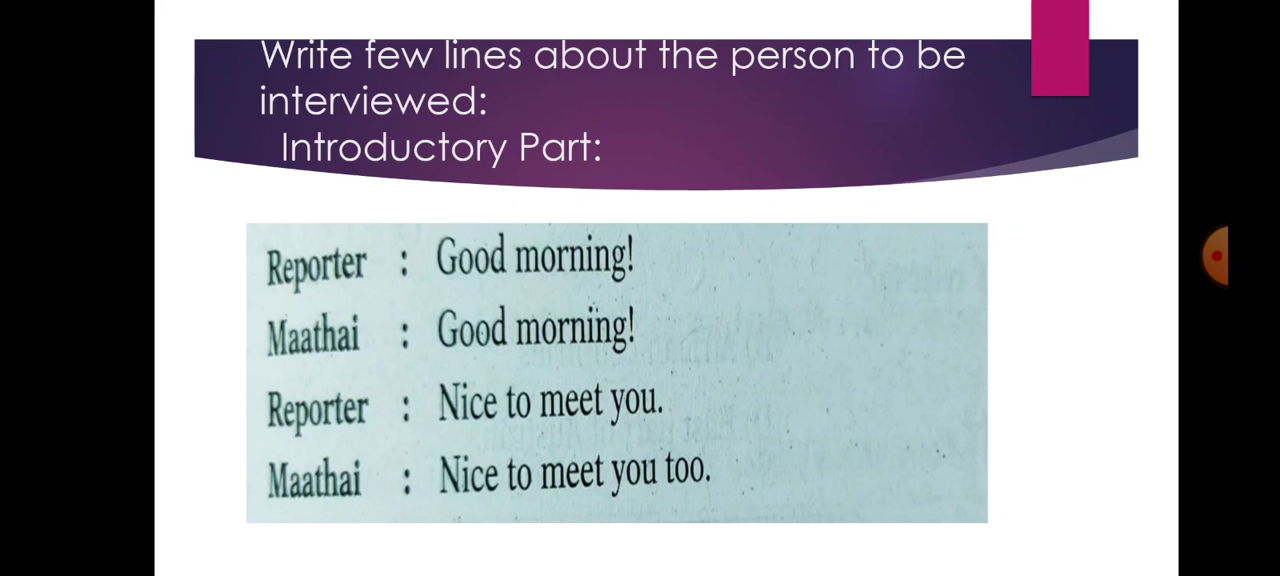 Write few lines about the person to be
interviewed:
Introductory Part:
Reporter : Good morning!
Maathai : Good morning!
Reporter : Nice to meet you.
Maathai : Nice to meet you too.